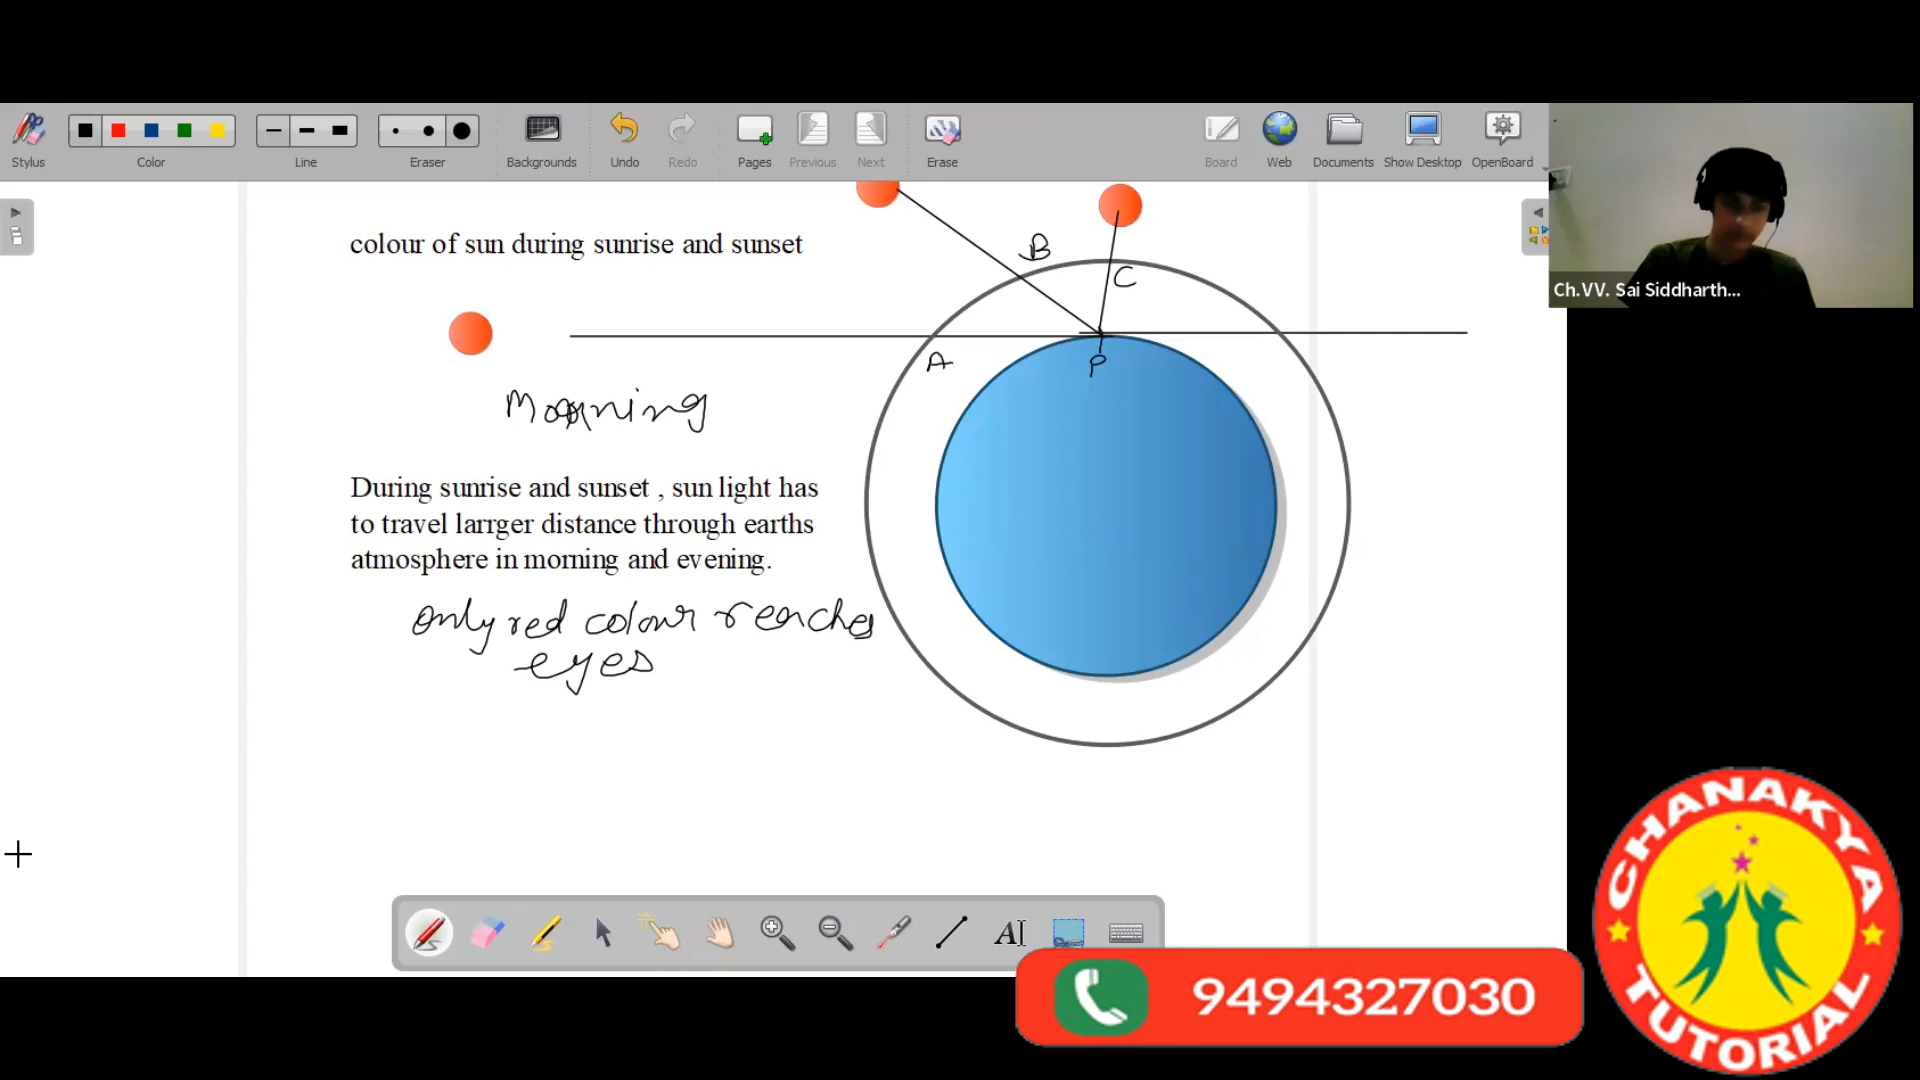 Stylus
Color
Line
Eraser
Backgrounds
Undo
Redo
Pages
Previous
Next
Erase
Board
Web
Documents
Show Desktop
OpenBoard
Ch.VV. Sai Siddharth...
colour of sun during sunrise and sunset
B
C
A
P
Morning
During sunrise and sunset , sun light has
to travel larrger distance through earths
atmosphere in morning and evening.
only red colour reaches
eyes
AI
9494327030
CHANAKYA
TUTORIAL